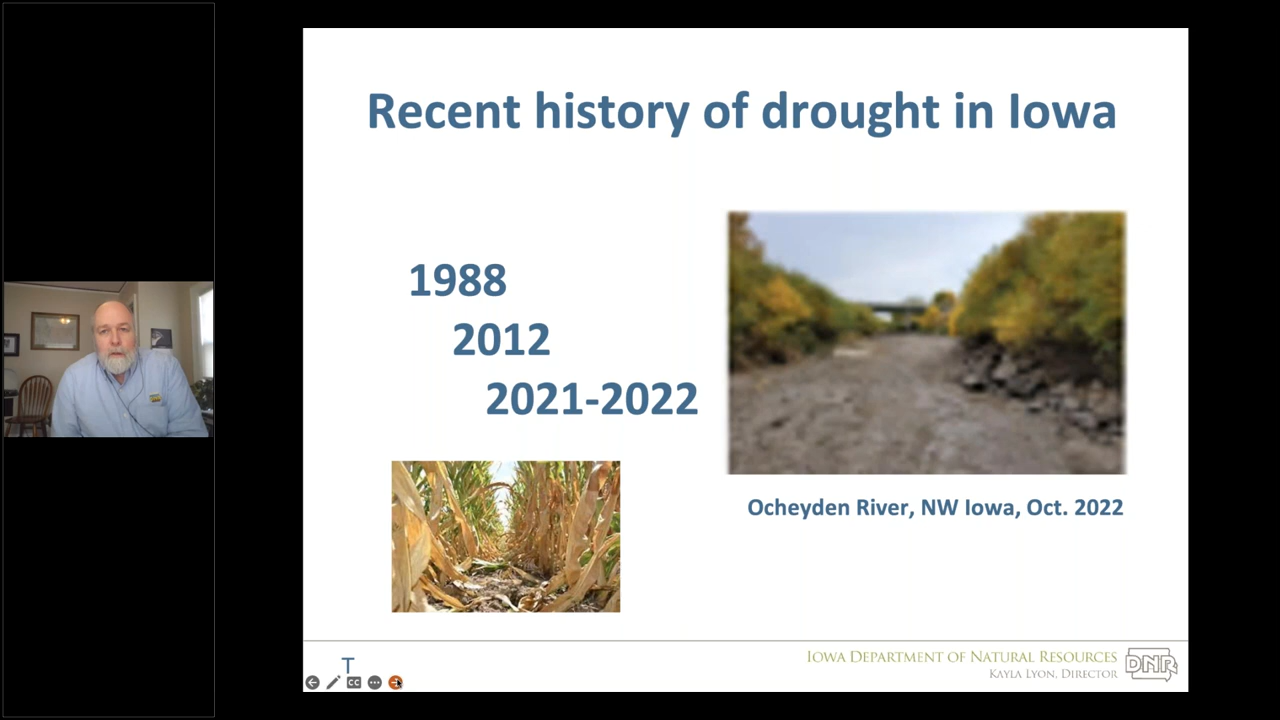 Recent history of drought in Iowa
1988
2012
2021-2022
Ocheyden River, NW Iowa, Oct. 2022
T
CC
IOWA DEPARTMENT OF NATURAL RESOURCES
KAYLA LYON, DIRECTOR
DNR